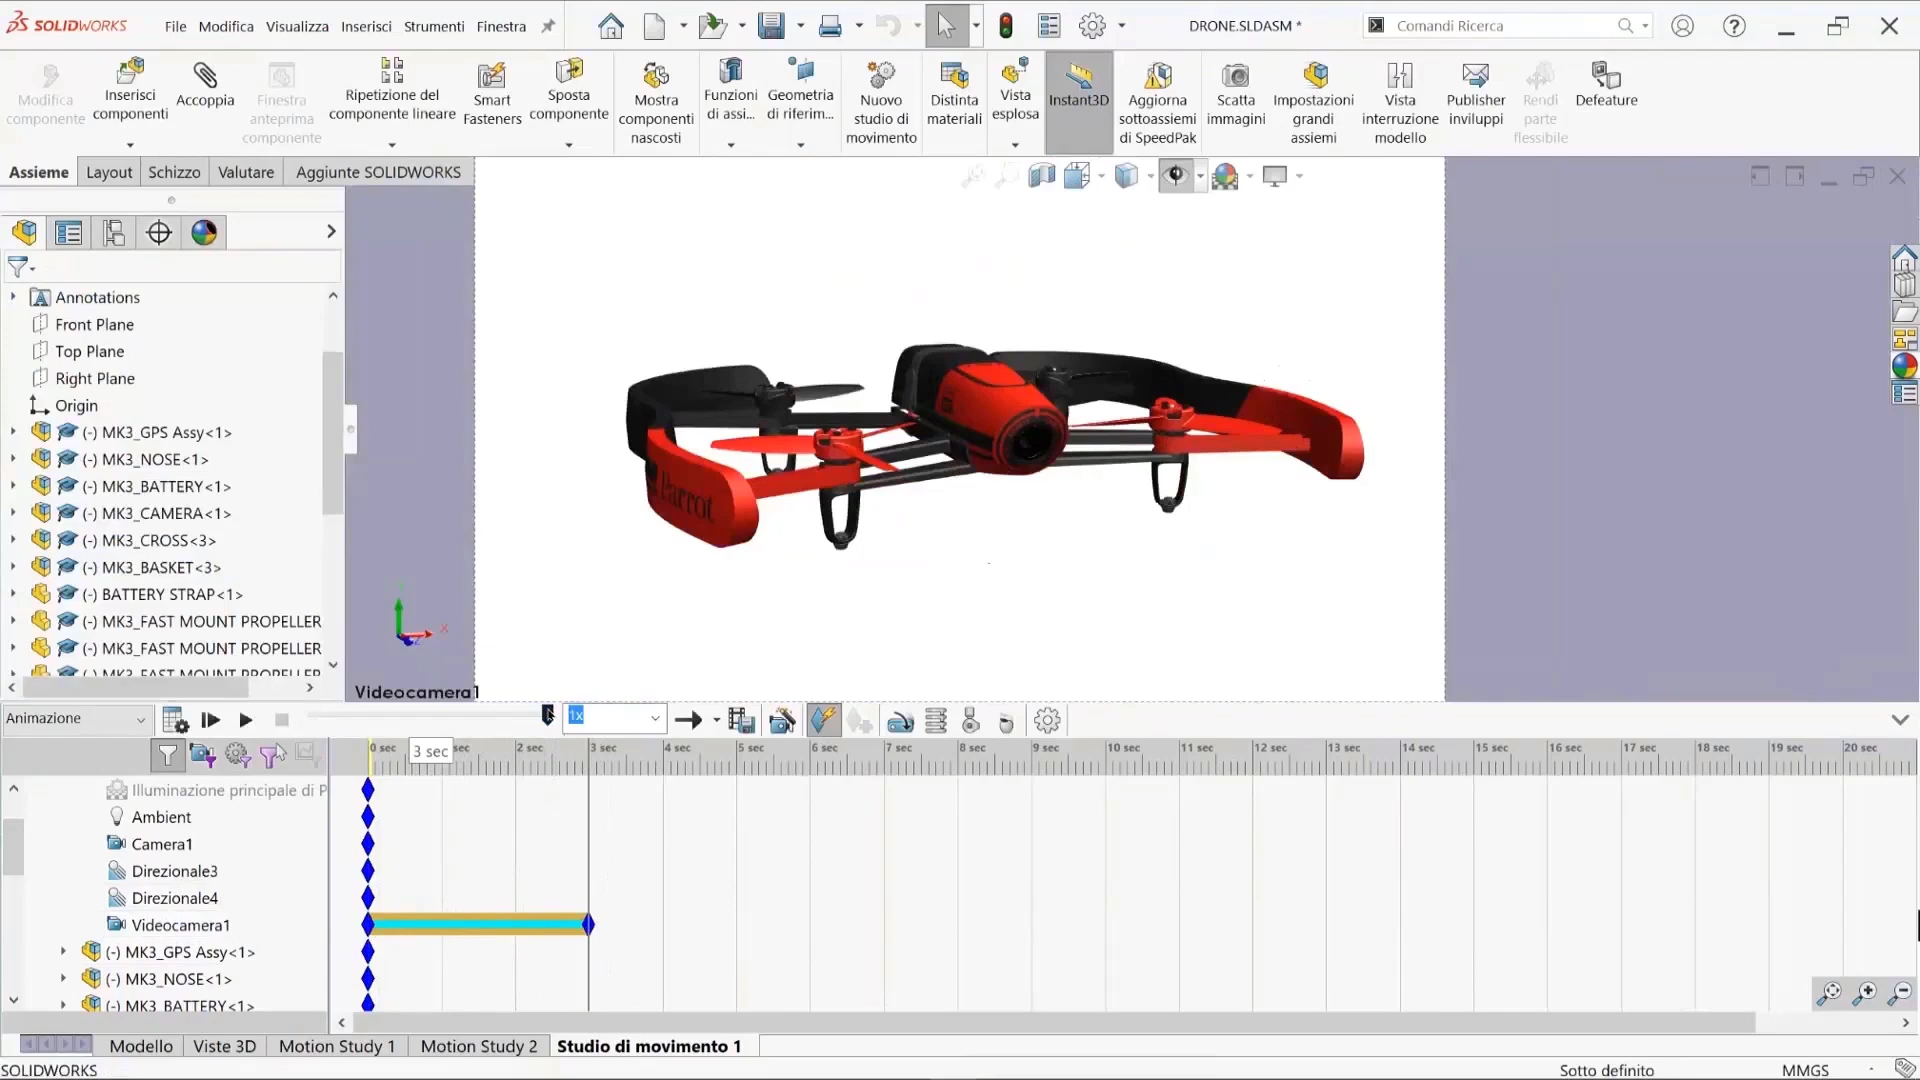 SOLIDWORKS File Modifica Visualizza Inserisci Strumenti Finestra DRONE.SLDASM * Comandi Ricerca
Modifica componente
Inserisci componenti
Accoppia
Finestra anteprima componente
Ripetizione del componente lineare
Smart Fasteners
Sposta componente
Mostra componenti nascosti
Funzioni di assi...
Geometria di riferim...
Nuovo studio di movimento
Distinta materiali
Vista esplosa
Instant3D
Aggiorna sottoassiemi di SpeedPak
Scatta immagini
Impostazioni grandi assiemi
Vista interruzione modello
Publisher inviluppi
Rendi parte flessibile
Defeature
Assieme Layout Schizzo Valutare Aggiunte SOLIDWORKS
Annotations
Front Plane
Top Plane
Right Plane
Origin
(-) MK3_GPS Assy<1>
(-) MK3_NOSE<1>
(-) MK3_BATTERY<1>
(-) MK3_CAMERA<1>
(-) MK3_CROSS<3>
(-) MK3_BASKET<3>
(-) BATTERY STRAP<1>
(-) MK3_FAST MOUNT PROPELLER
(-) MK3_FAST MOUNT PROPELLER
(-) MK3_FAST MOUNT PROPELLER
Parrot
X
Videocamera1
Animazione 1x
0 sec 3 sec sec 2 sec 3 sec 4 sec 5 sec 6 sec 7 sec 8 sec 9 sec 10 sec 11 sec 12 sec 13 sec 14 sec 15 sec 16 sec 17 sec 18 sec 19 sec 20 sec
Illuminazione principale di P
Ambient
Camera1
Direzionale3
Direzionale4
Videocamera1
(-) MK3_GPS Assy<1>
(-) MK3_NOSE<1>
(-) MK3_BATTERY<1>
Modello Viste 3D Motion Study 1 Motion Study 2 Studio di movimento 1
SOLIDWORKS Sotto definito MMGS